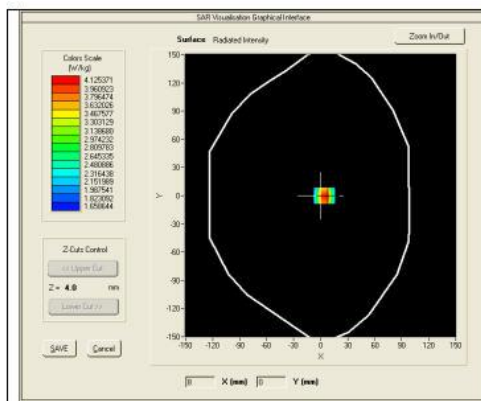 SAR Visualisation Graphical Interface
Surface Radiated Intensity
Zoom In/Out
Colors Scale
(W/kg)
4.125371
3.960923
3.796474
3.632026
3.467577
3.303129
3.138680
2.974232
2.809783
2.645335
2.480886
2.316438
2.151989
1.987541
1.823092
1.658644
Z-Cuts Control
<< Upper Cut
Z = 4.0 mm
Lower Cut >>
SAVE Cancel
150-
120-
90-
60-
30-
0-
-30-
-60-
-90-
-120-
-150-
Y
-150 -120 -90 -60 -30 0 30 60 90 120 150
X
X (mm)
Y (mm)